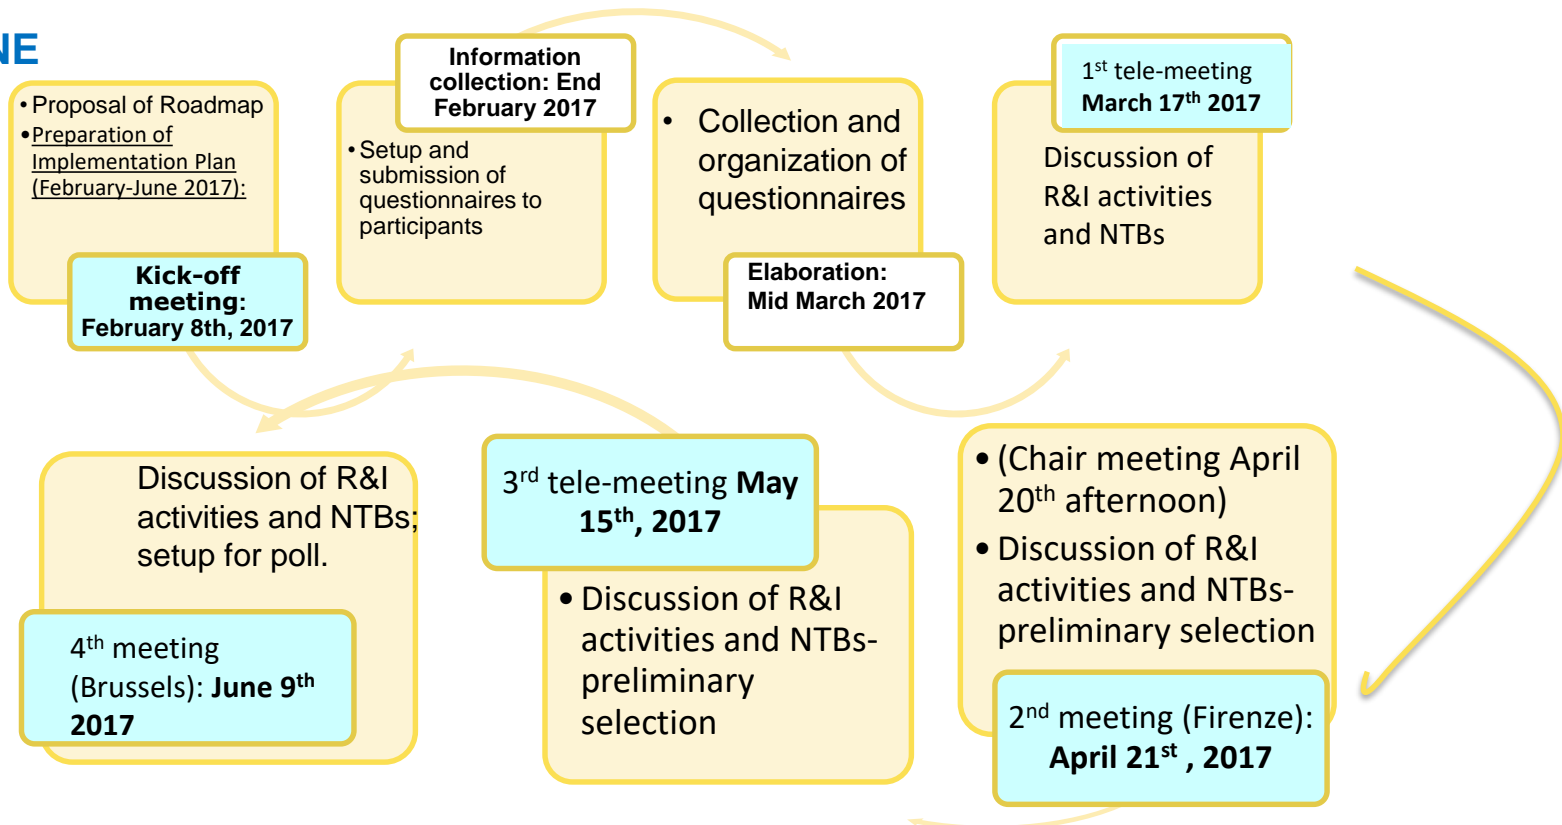 NE
• Proposal of Roadmap
•Preparation of
Implementation Plan
(February-June 2017):
Kick-off
meeting:
February 8th, 2017
Information
collection: End
February 2017
• Setup and
submission of
questionnaires to
participants
• Collection and
organization of
questionnaires
Elaboration:
Mid March 2017
1st tele-meeting
March 17th 2017
Discussion of
R&I activities
and NTBs
• (Chair meeting April
20th afternoon)
• Discussion of R&I
activities and NTBs-
preliminary selection
2nd meeting (Firenze):
April 21st , 2017
3rd tele-meeting May
15th, 2017
• Discussion of R&I
activities and NTBs-
preliminary
selection
Discussion of R&I
activities and NTBs;
setup for poll.
4th meeting
(Brussels): June 9th
2017